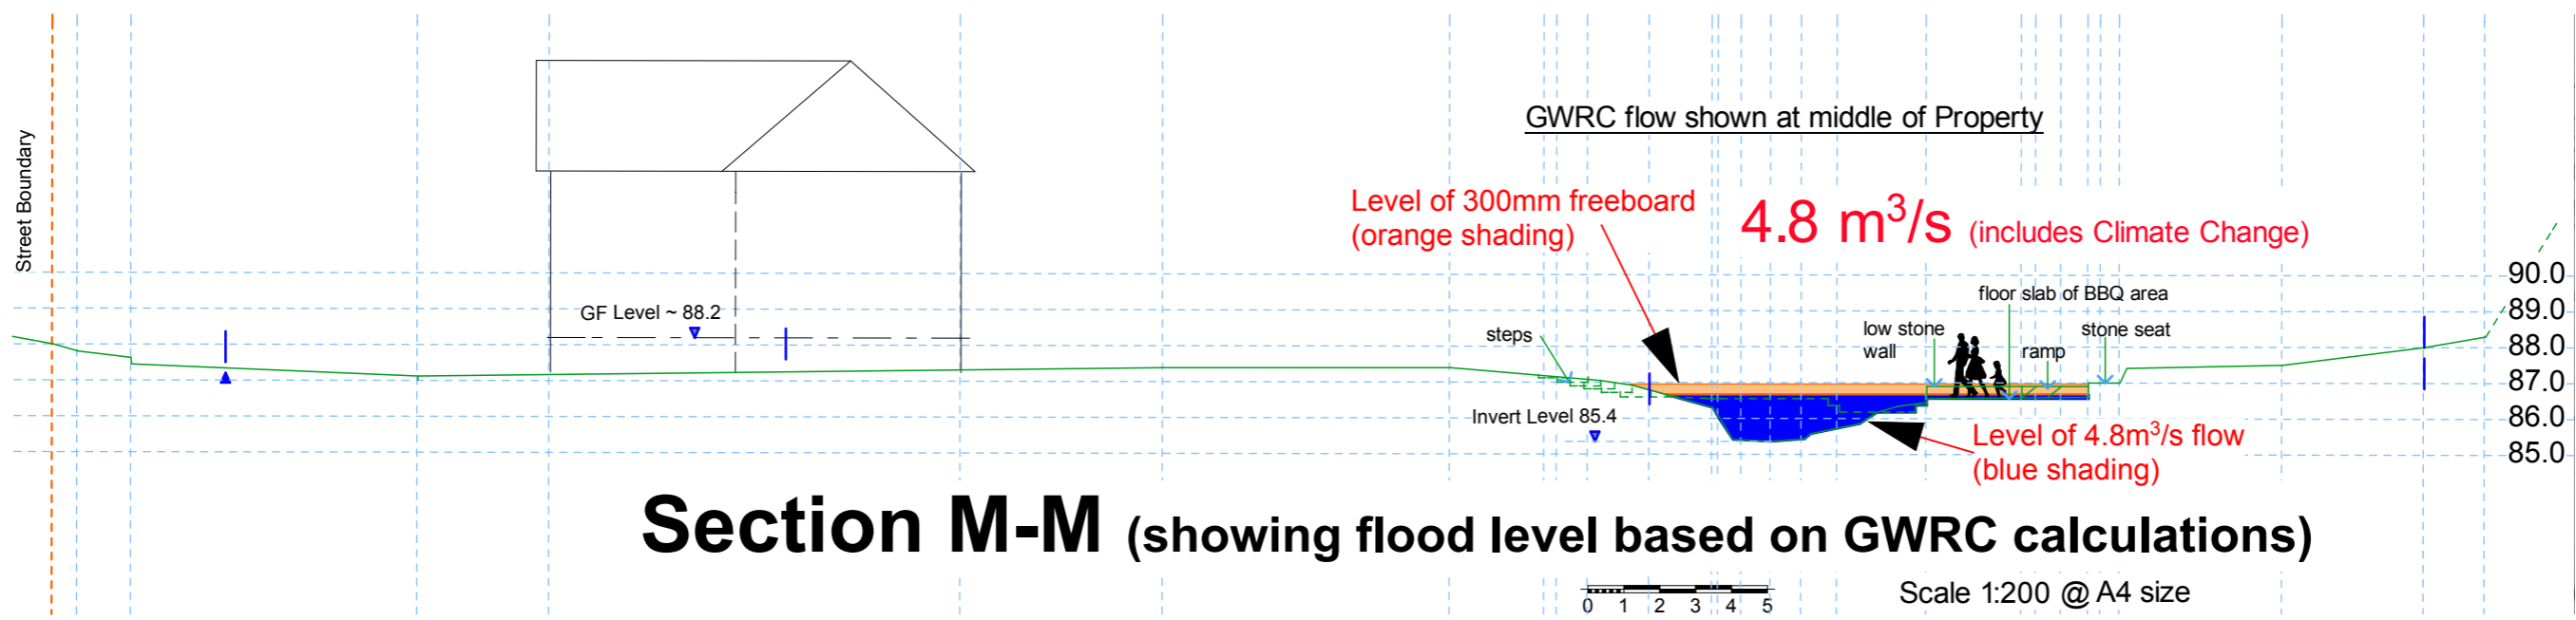 Street Boundary
GWRC flow shown at middle of Property
Level of 300mm freeboard
(orange shading)
4.8 m³/s (includes Climate Change)
90.0
89.0
88.0
87.0
86.0
85.0
GF Level ~ 88.2
floor slab of BBQ area
steps
low stone
wall
ramp
stone seat
Invert Level 85.4
Level of 4.8m³/s flow
(blue shading)
Section M-M (showing flood level based on GWRC calculations)
0 1 2 3 4 5
Scale 1:200 @ A4 size